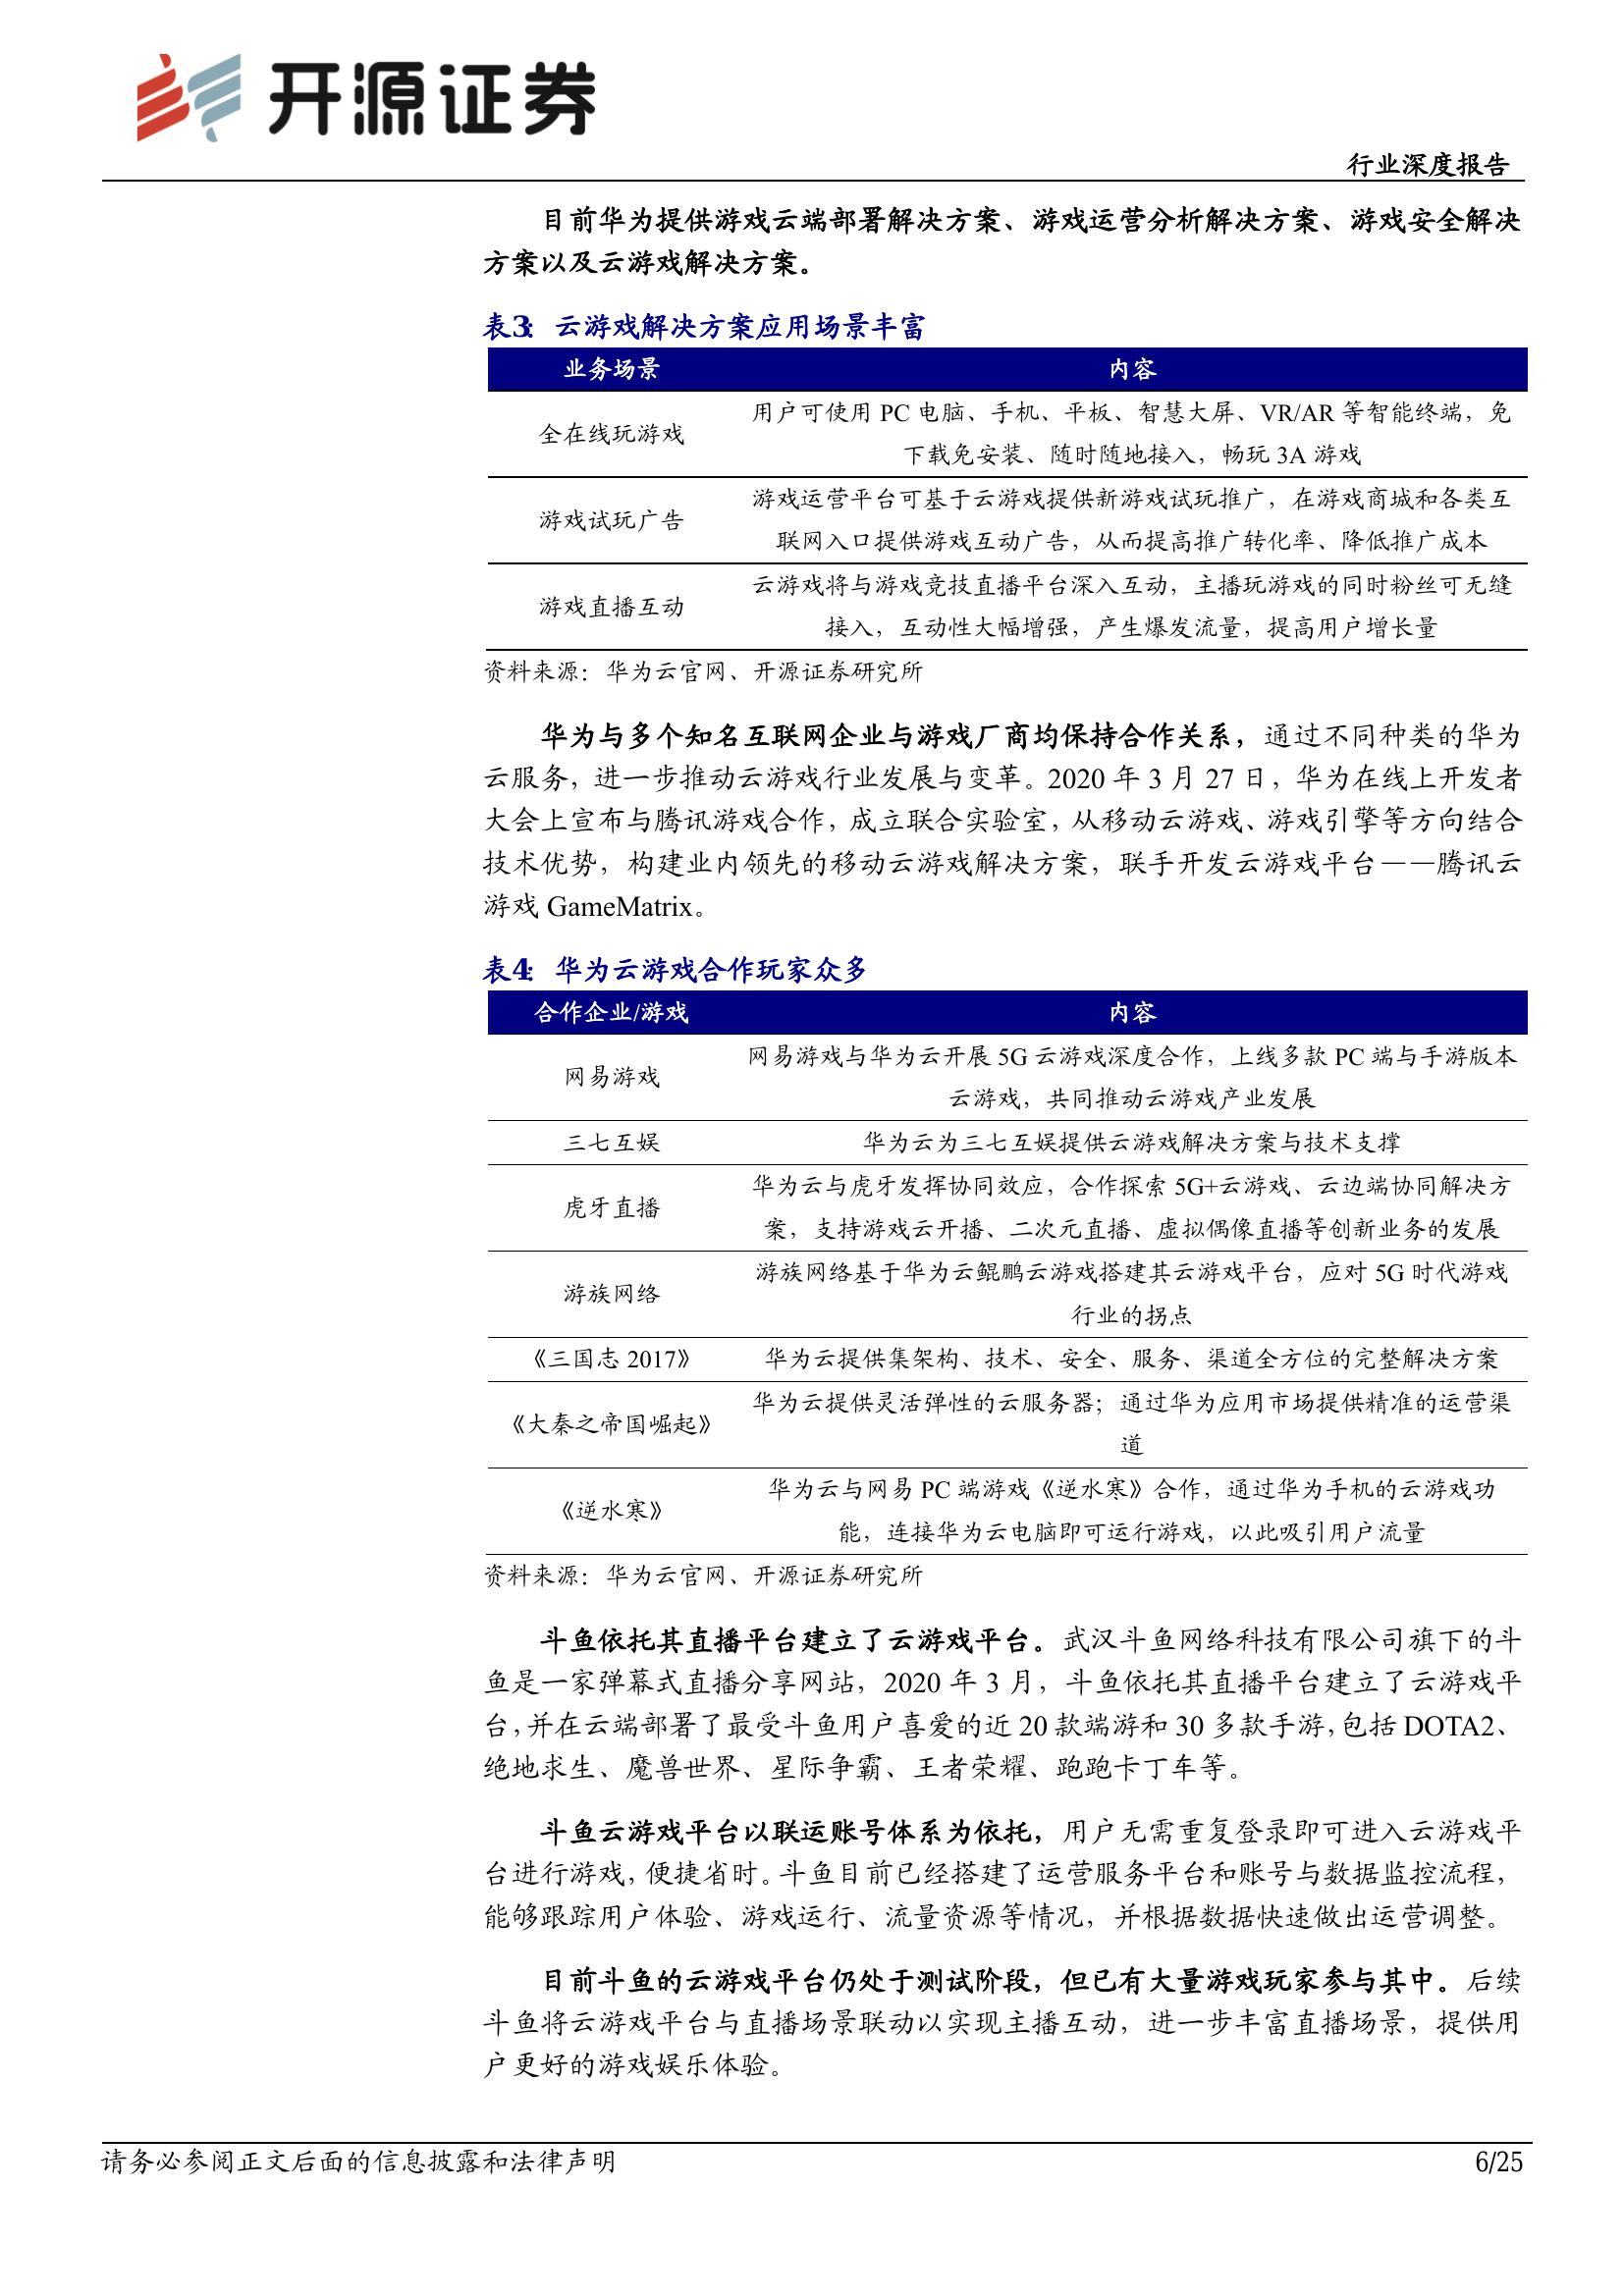 开源证券
行业深度报告
目前华为提供游戏云端部署解决方案、游戏运营分析解决方案、游戏安全解决
方案以及云游戏解决方案。
表3：云游戏解决方案应用场景丰富
业务场景 内容
全在线玩游戏 用户可使用 PC 电脑、手机、平板、智慧大屏、VR/AR 等智能终端，免
下载免安装、随时随地接入，畅玩 3A 游戏
游戏试玩广告 游戏运营平台可基于云游戏提供新游戏试玩推广，在游戏商城和各类互
联网入口提供游戏互动广告，从而提高推广转化率、降低推广成本
游戏直播互动 云游戏将与游戏竞技直播平台深入互动，主播玩游戏的同时粉丝可无缝
接入，互动性大幅增强，产生爆发流量，提高用户增长量
资料来源：华为云官网、开源证券研究所
华为与多个知名互联网企业与游戏厂商均保持合作关系，通过不同种类的华为
云服务，进一步推动云游戏行业发展与变革。2020 年 3 月 27 日，华为在线上开发者
大会上宣布与腾讯游戏合作，成立联合实验室，从移动云游戏、游戏引擎等方向结合
技术优势，构建业内领先的移动云游戏解决方案，联手开发云游戏平台——腾讯云
游戏 GameMatrix。
表4：华为云游戏合作玩家众多
合作企业/游戏 内容
网易游戏 网易游戏与华为云开展 5G 云游戏深度合作，上线多款 PC 端与手游版本
云游戏，共同推动云游戏产业发展
三七互娱 华为云为三七互娱提供云游戏解决方案与技术支撑
虎牙直播 华为云与虎牙发挥协同效应，合作探索 5G+云游戏、云边端协同解决方
案，支持游戏云开播、二次元直播、虚拟偶像直播等创新业务的发展
游族网络 游族网络基于华为云鲲鹏云游戏搭建其云游戏平台，应对 5G 时代游戏
行业的拐点
《三国志 2017》 华为云提供集架构、技术、安全、服务、渠道全方位的完整解决方案
《大秦之帝国崛起》 华为云提供灵活弹性的云服务器；通过华为应用市场提供精准的运营渠
道
《逆水寒》 华为云与网易 PC 端游戏《逆水寒》合作，通过华为手机的云游戏功
能，连接华为云电脑即可运行游戏，以此吸引用户流量
资料来源：华为云官网、开源证券研究所
斗鱼依托其直播平台建立了云游戏平台。武汉斗鱼网络科技有限公司旗下的斗
鱼是一家弹幕式直播分享网站，2020 年 3 月，斗鱼依托其直播平台建立了云游戏平
台，并在云端部署了最受斗鱼用户喜爱的近 20 款端游和 30 多款手游，包括 DOTA2、
绝地求生、魔兽世界、星际争霸、王者荣耀、跑跑卡丁车等。
斗鱼云游戏平台以联运账号体系为依托，用户无需重复登录即可进入云游戏平
台进行游戏，便捷省时。斗鱼目前已经搭建了运营服务平台和账号与数据监控流程，
能够跟踪用户体验、游戏运行、流量资源等情况，并根据数据快速做出运营调整。
目前斗鱼的云游戏平台仍处于测试阶段，但已有大量游戏玩家参与其中。后续
斗鱼将云游戏平台与直播场景联动以实现主播互动，进一步丰富直播场景，提供用
户更好的游戏娱乐体验。
请务必参阅正文后面的信息披露和法律声明 6/25